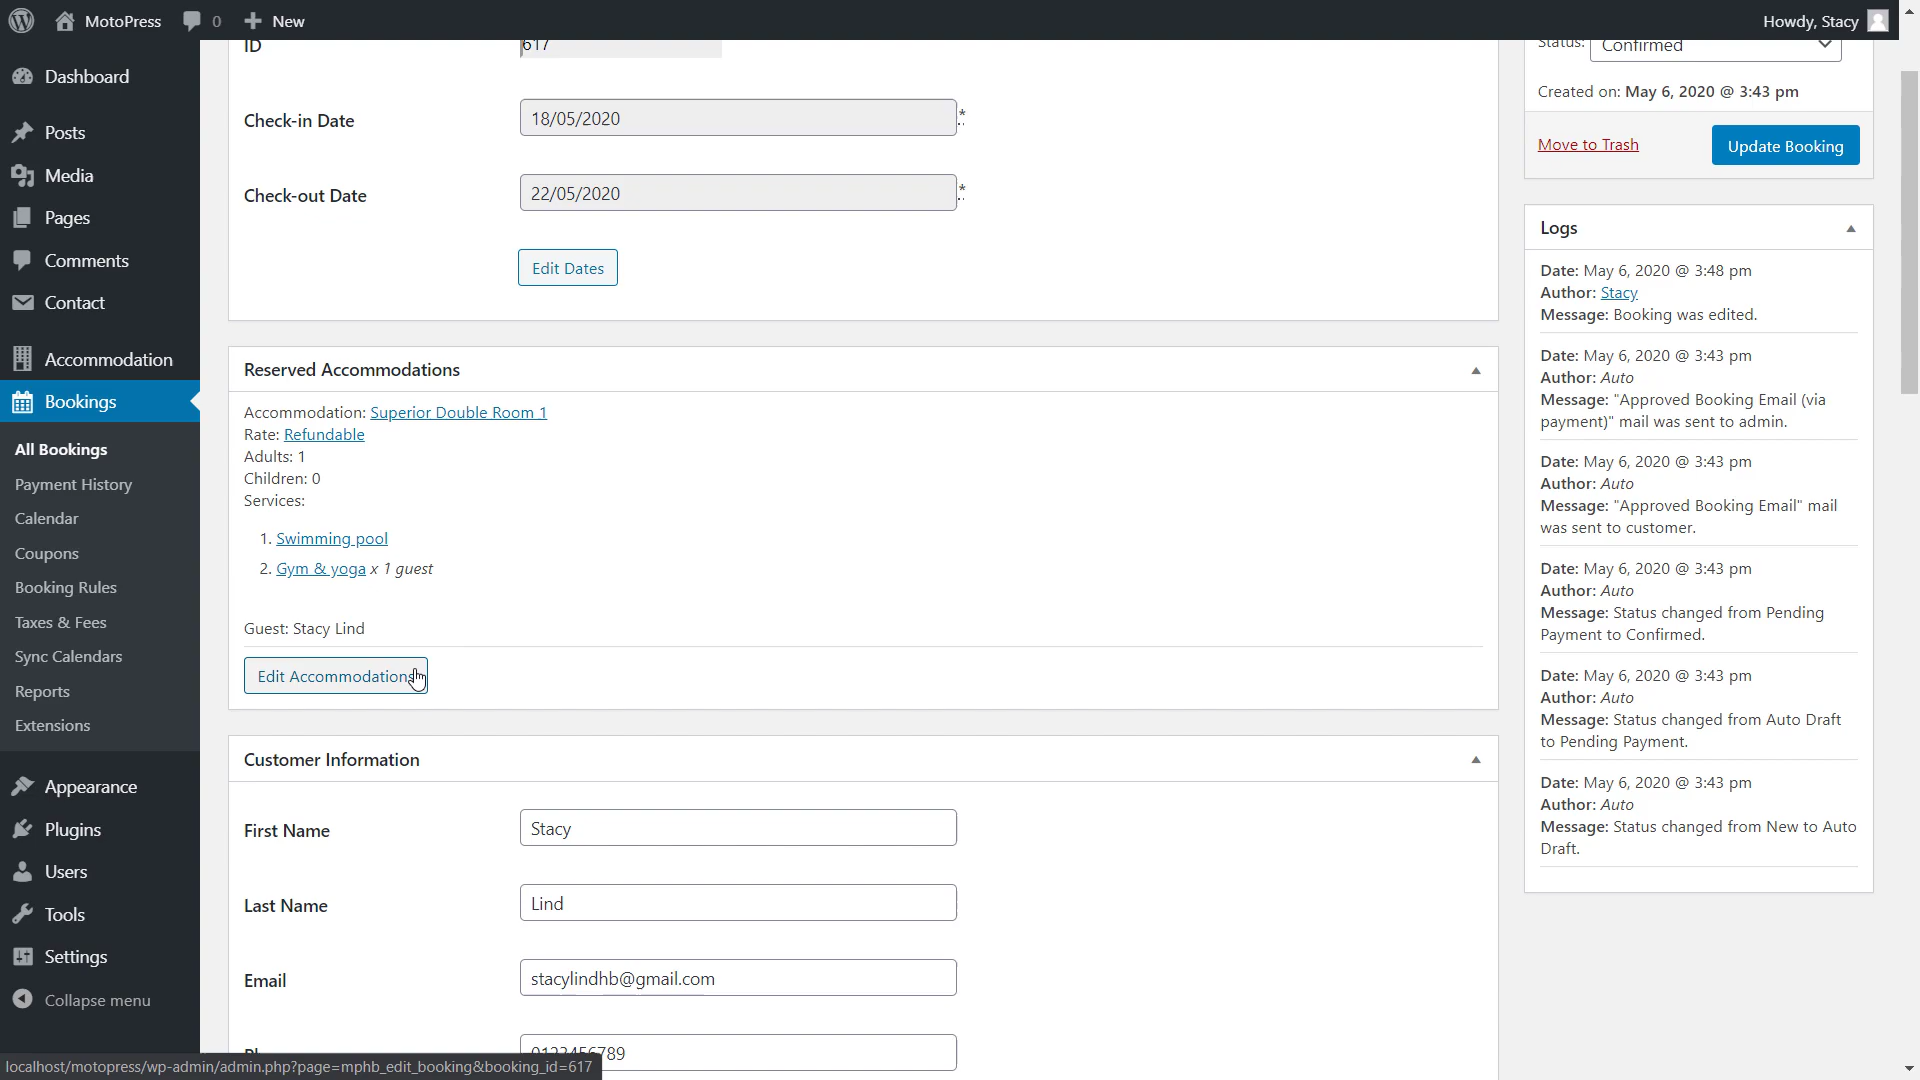 MotoPress
0
New
Howdy, Stacy
Dashboard
Posts
Media
Pages
Comments
Contact
Accommodation
Bookings
All Bookings
Payment History
Calendar
Coupons
Booking Rules
Taxes & Fees
Sync Calendars
Reports
Extensions
Appearance
Plugins
Users
Tools
Settings
Collapse menu
ID
617
Check-in Date
18/05/2020
*
Check-out Date
22/05/2020
*
Edit Dates
Reserved Accommodations
Accommodation: Superior Double Room 1
Rate: Refundable
Adults: 1
Children: 0
Services:
1. Swimming pool
2. Gym & yoga x 1 guest
Guest: Stacy Lind
Edit Accommodations
Customer Information
First Name
Stacy
Last Name
Lind
Email
stacylindhb@gmail.com
0123456789
Status:
Confirmed
Created on: May 6, 2020 @ 3:43 pm
Move to Trash
Update Booking
Logs
Date: May 6, 2020 @ 3:48 pm
Author: Stacy
Message: Booking was edited.
Date: May 6, 2020 @ 3:43 pm
Author: Auto
Message: "Approved Booking Email (via
payment)" mail was sent to admin.
Date: May 6, 2020 @ 3:43 pm
Author: Auto
Message: "Approved Booking Email" mail
was sent to customer.
Date: May 6, 2020 @ 3:43 pm
Author: Auto
Message: Status changed from Pending
Payment to Confirmed.
Date: May 6, 2020 @ 3:43 pm
Author: Auto
Message: Status changed from Auto Draft
to Pending Payment.
Date: May 6, 2020 @ 3:43 pm
Author: Auto
Message: Status changed from New to Auto
Draft.
localhost/motopress/wp-admin/admin.php?page=mphb_edit_booking&booking_id=617